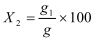 X₂ = g₁/g × 100